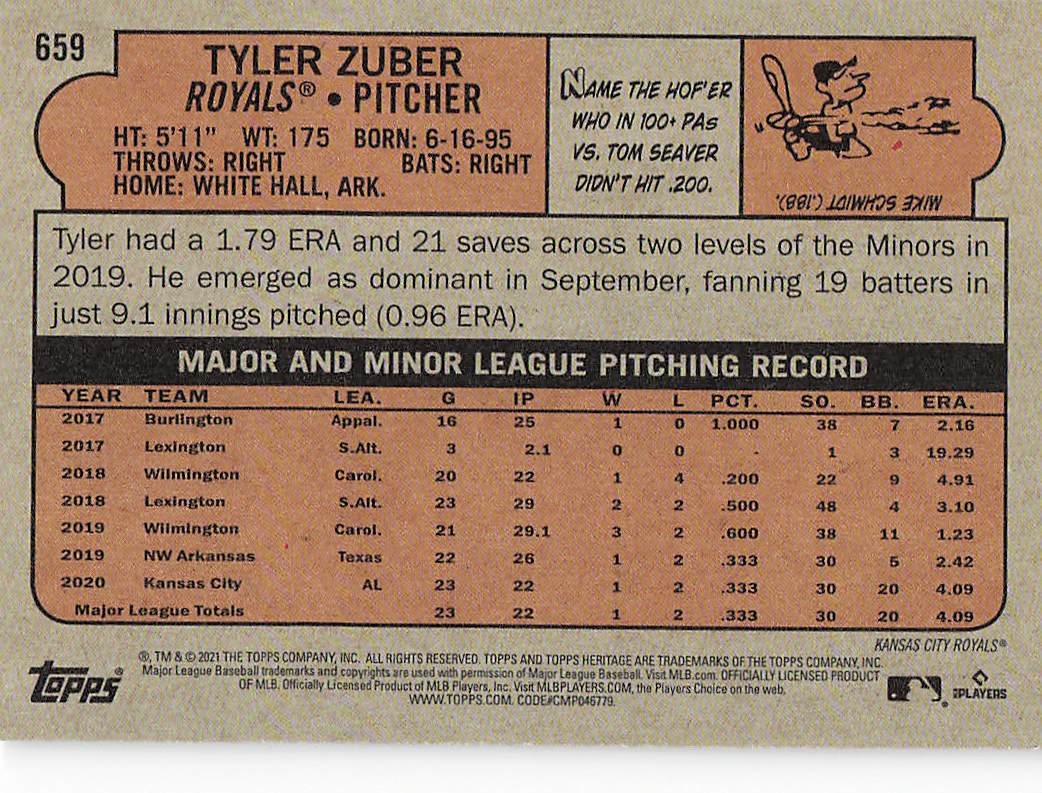 659
TYLER ZUBER
ROYALS® • PITCHER
HT: 5'11" WT: 175 BORN: 6-16-95
THROWS: RIGHT BATS: RIGHT
HOME: WHITE HALL, ARK.
NAME THE HOF'ER
WHO IN 100+ PAs
VS. TOM SEAVER
DIDN'T HIT .200.
MIKE SCHMIDT (.188).
Tyler had a 1.79 ERA and 21 saves across two levels of the Minors in
2019. He emerged as dominant in September, fanning 19 batters in
just 9.1 innings pitched (0.96 ERA).
MAJOR AND MINOR LEAGUE PITCHING RECORD
YEAR TEAM LEA. G IP W L PCT. SO. BB. ERA.
2017 Burlington Appal. 16 25 1 0 1.000 38 7 2.16
2017 Lexington S.Alt. 3 2.1 0 0 - 1 3 19.29
2018 Wilmington Carol. 20 22 1 4 .200 22 9 4.91
2018 Lexington S.Alt. 23 29 2 2 .500 48 4 3.10
2019 Wilmington Carol. 21 29.1 3 2 .600 38 11 1.23
2019 NW Arkansas Texas 22 26 1 2 .333 30 5 2.42
2020 Kansas City AL 23 22 1 2 .333 30 20 4.09
Major League Totals 23 22 1 2 .333 30 20 4.09
KANSAS CITY ROYALS®
®, TM & © 2021 THE TOPPS COMPANY, INC. ALL RIGHTS RESERVED. TOPPS AND TOPPS HERITAGE ARE TRADEMARKS OF THE TOPPS COMPANY, INC.
Major League Baseball trademarks and copyrights are used with permission of Major League Baseball. Visit MLB.com. OFFICIALLY LICENSED PRODUCT
OF MLB. Officially Licensed Product of MLB Players, Inc. Visit MLBPLAYERS.COM, the Players Choice on the web.
WWW.TOPPS.COM. CODE#CMP046779.
Topps®
PLAYERS